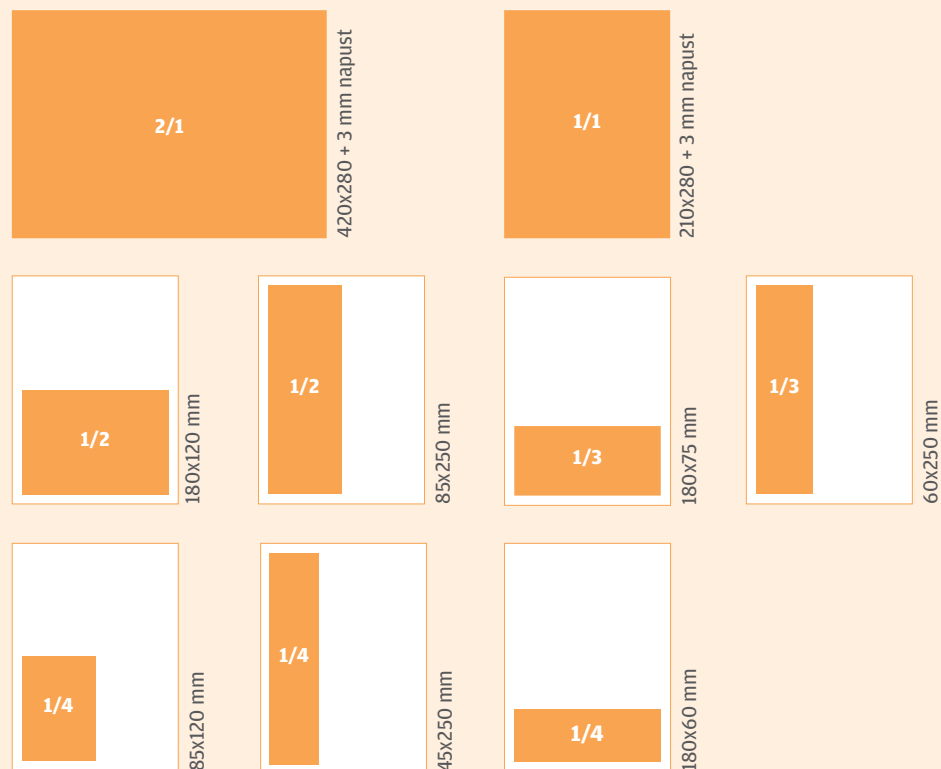 2/1
420x280 + 3 mm napust
1/1
210x280 + 3 mm napust
1/2
180x120 mm
1/2
85x250 mm
1/3
180x75 mm
1/3
60x250 mm
1/4
85x120 mm
1/4
45x250 mm
1/4
180x60 mm